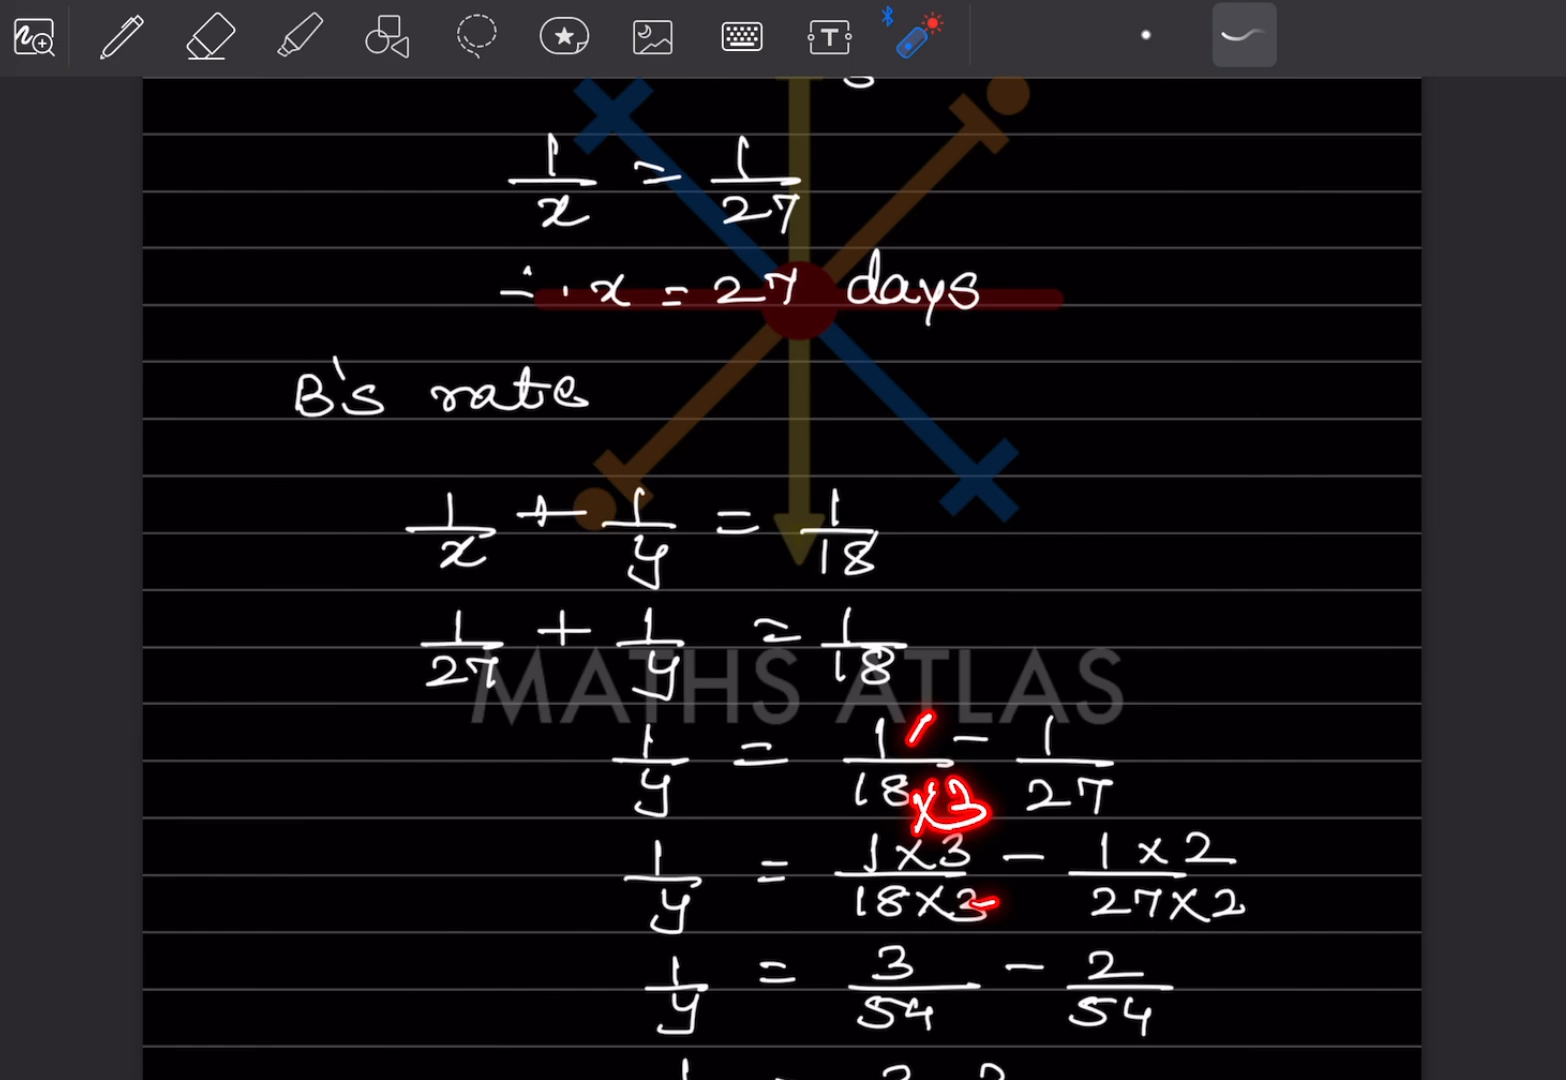 1/x = 1/27
∴ x = 27 days
B's rate
1/x + 1/y = 1/18
1/27 + 1/y = 1/18
MATHS ATLAS
1/y = 1/18 ×3 - 1/27
1/y = 1×3/18×3 - 1×2/27×2
1/y = 3/54 - 2/54